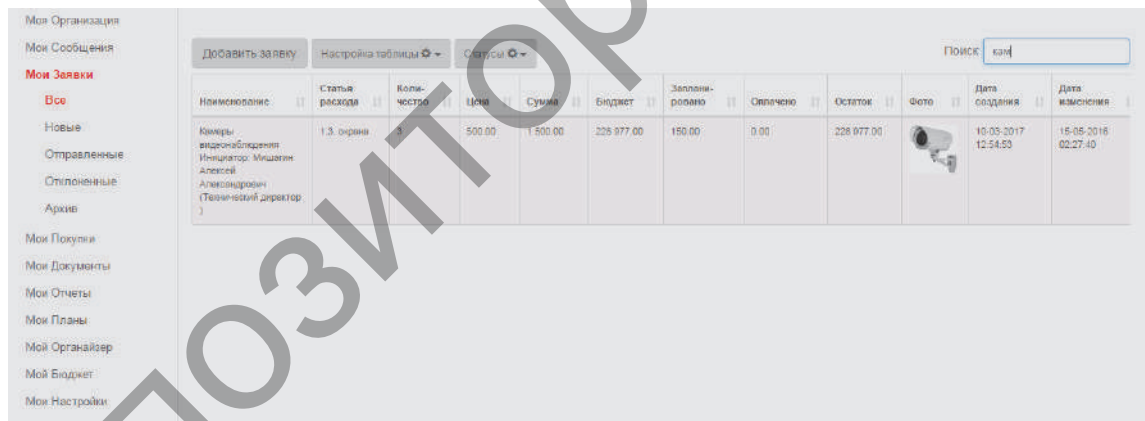 Моя Организация
Мои Сообщения
Мои Заявки
Все
Новые
Отправленные
Отклоненные
Архив
Мои Покупки
Мои Документы
Мои Отчеты
Мои Планы
Мой Органайзер
Мой Бюджет
Мои Настройки
Добавить заявку Настройка таблицы Статусы
Поиск: кам
Наименование Статья расхода Коли-чество Цена Сумма Бюджет Заплани-ровано Оплачено Остаток Фото Дата создания Дата изменения
Камеры 1.3. охрана 3 500.00 1 500.00 228 977.00 150.00 0.00 228 977.00 10-03-2017 15-05-2016
видеонаблюдения 12:54:53 02:27:40
Инициатор: Мишагин
Алексей
Александрович
(Технический директор
)
ПОЗИТОР